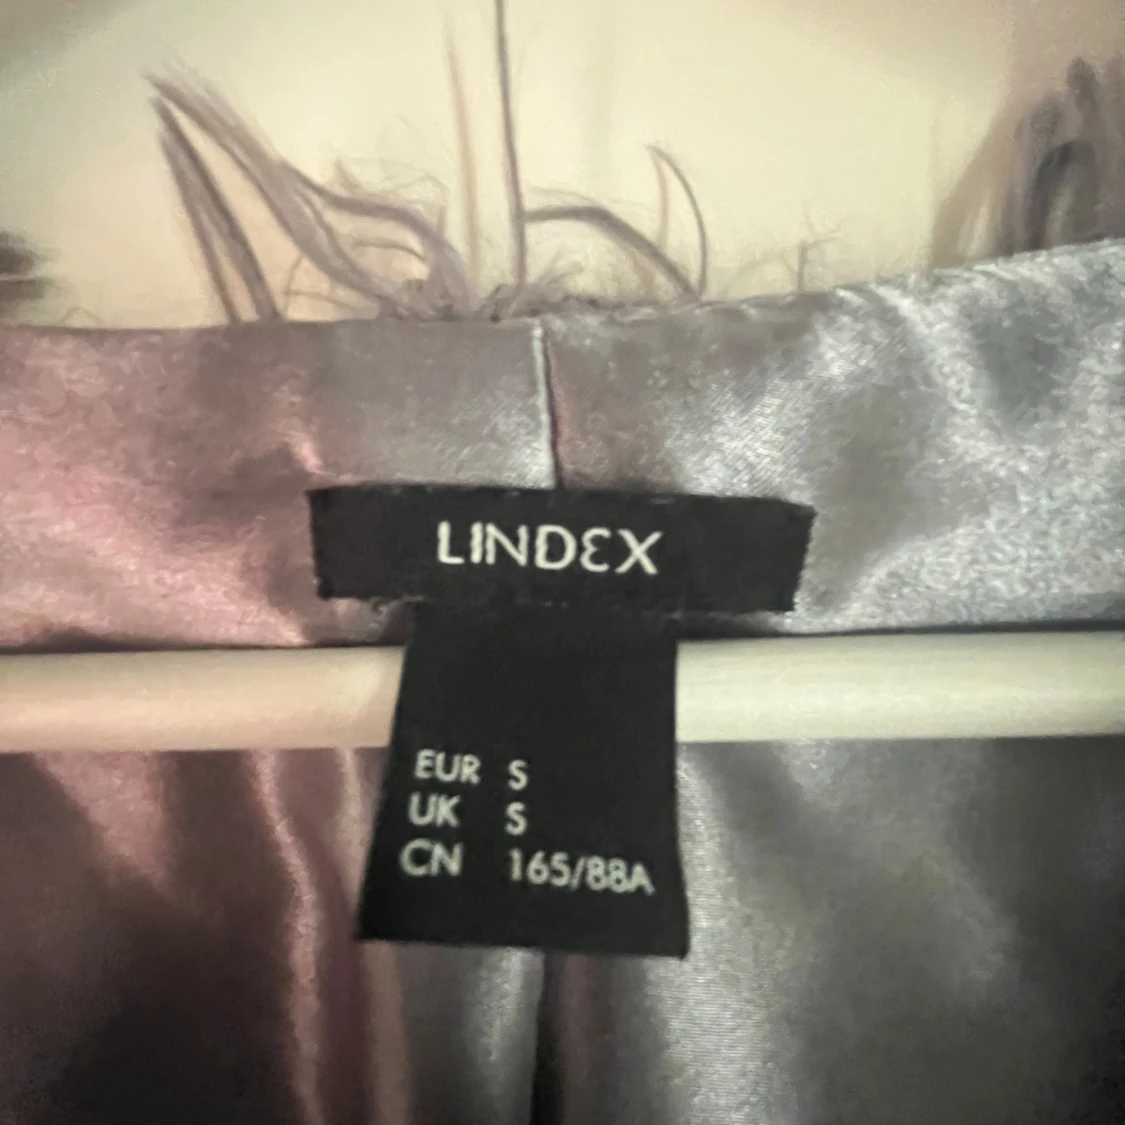 LINDEX
EUR S
UK S
CN 165/88A